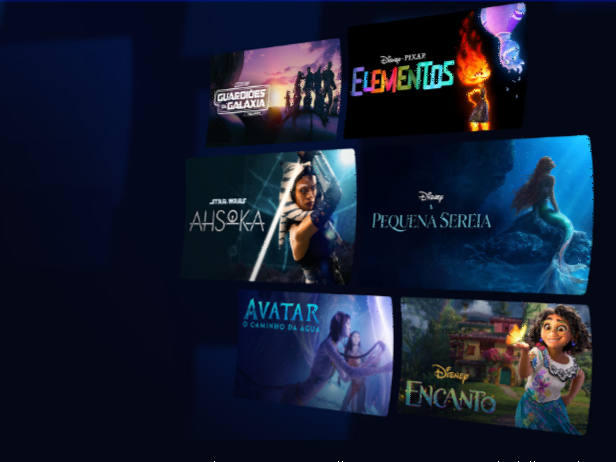 GUARDIÕES
DA GALÁXIA
Disney · PIXAR
ELEMENTOS
STAR WARS
AHSOKA
Disney
A
PEQUENA SEREIA
AVATAR
O CAMINHO DA ÁGUA
Disney
ENCANTO